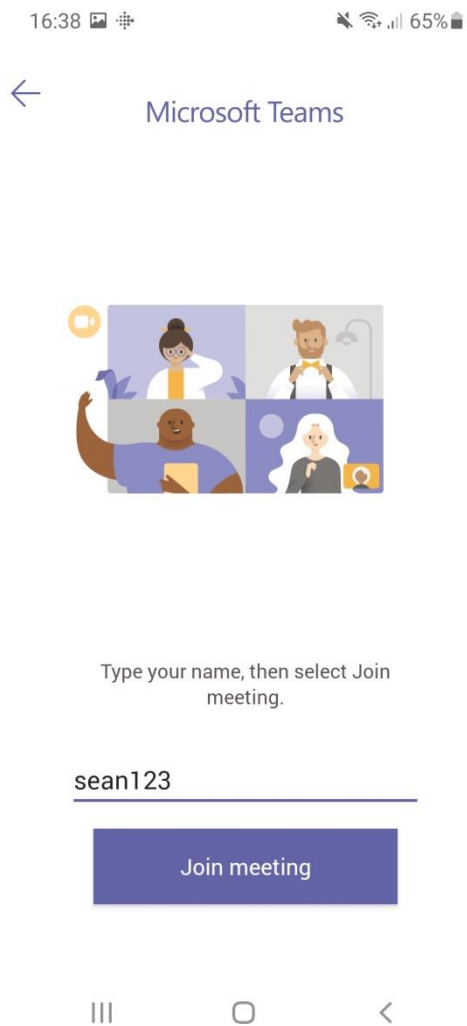 16:38 65%
Microsoft Teams
Type your name, then select Join
meeting.
sean123
Join meeting